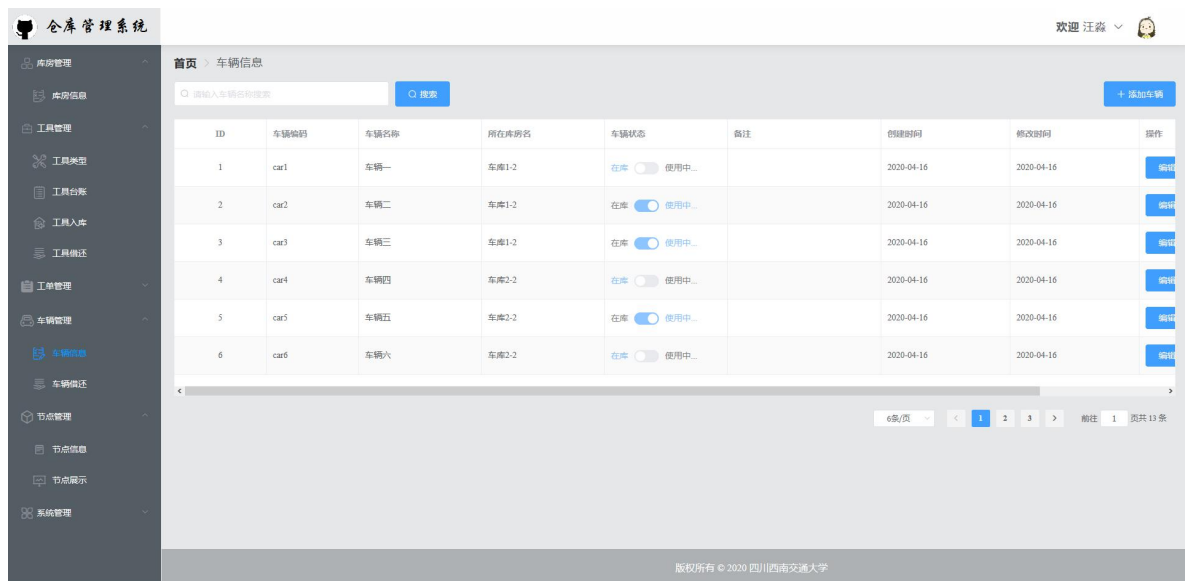 仓库管理系统
欢迎 汪淼
库房管理
库房信息
工具管理
工具类型
工具台账
工具入库
工具借还
工单管理
车辆管理
车辆信息
车辆借还
节点管理
节点信息
节点展示
系统管理
首页 > 车辆信息
请输入车辆名称搜索 搜索 + 添加车辆
ID 车辆编码 车辆名称 所在库房名 车辆状态 备注 创建时间 修改时间 操作
1 car1 车辆一 车库1-2 在库 使用中... 2020-04-16 2020-04-16 编辑
2 car2 车辆二 车库1-2 在库 使用中... 2020-04-16 2020-04-16 编辑
3 car3 车辆三 车库1-2 在库 使用中... 2020-04-16 2020-04-16 编辑
4 car4 车辆四 车库2-2 在库 使用中... 2020-04-16 2020-04-16 编辑
5 car5 车辆五 车库2-2 在库 使用中... 2020-04-16 2020-04-16 编辑
6 car6 车辆六 车库2-2 在库 使用中... 2020-04-16 2020-04-16 编辑
6条/页 < 1 2 3 > 前往 1 页共 13 条
版权所有 © 2020 四川西南交通大学